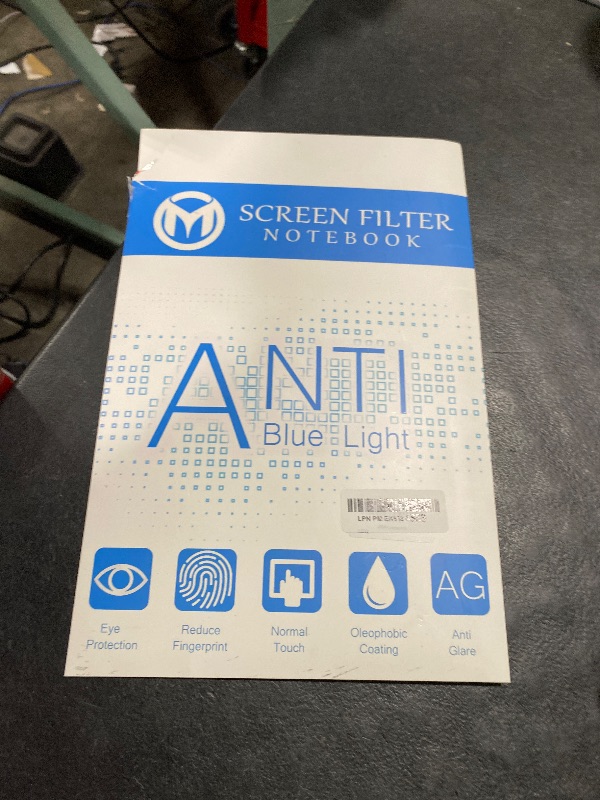 SCREEN FILTER
NOTEBOOK
ANTI
Blue Light
Eye
Protection
Reduce
Fingerprint
Normal
Touch
Oleophobic
Coating
AG
Anti
Glare